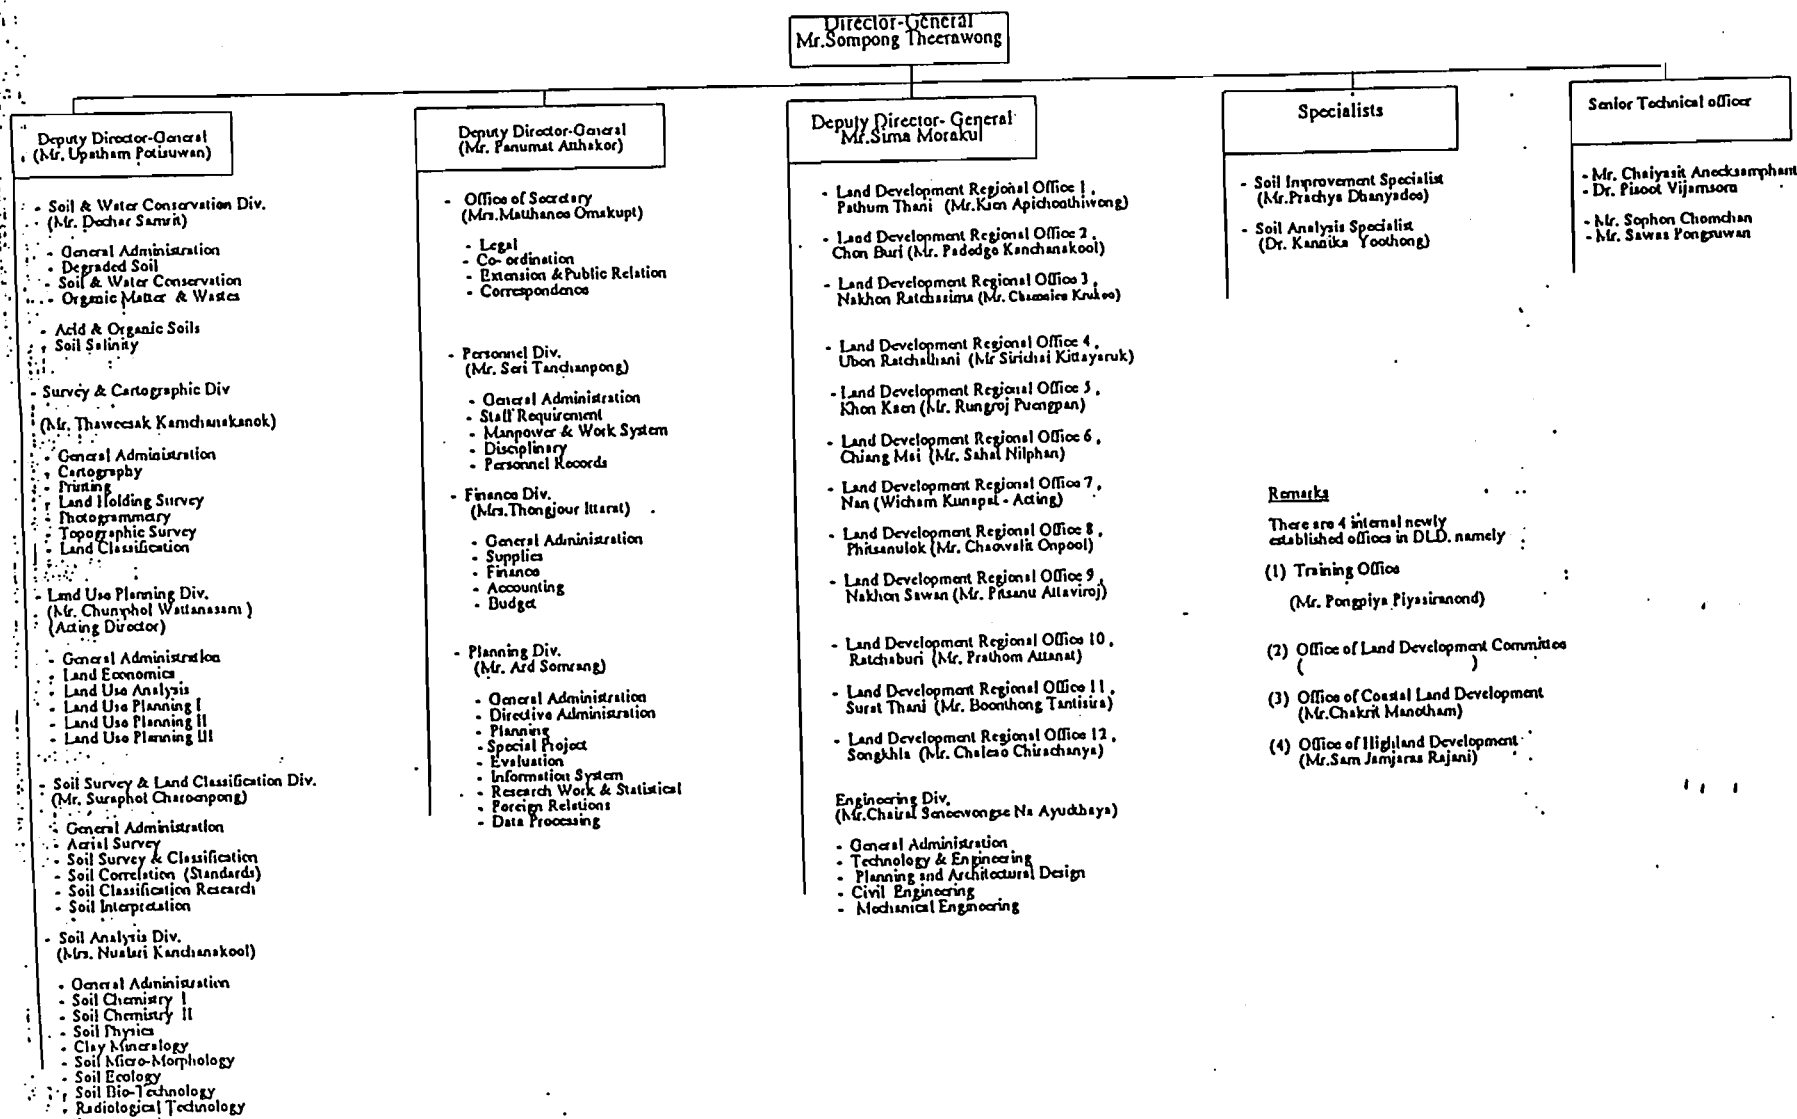 Director-General
Mr.Sompong Theerawong
Deputy Director-General
(Mr. Upatham Potisuwan)
- Soil & Water Conservation Div.
(Mr. Dechar Samrit)
- General Administration
- Degraded Soil
- Soil & Water Conservation
- Organic Matter & Wastes
- Acid & Organic Soils
- Soil Salinity
- Survey & Cartographic Div
(Mr. Thaweesak Kamchanakanok)
- General Administration
- Cartography
- Printing
- Land Holding Survey
- Photogrammary
- Topographic Survey
- Land Classification
- Land Use Planning Div.
(Mr. Chumphol Wattanasarn )
(Acting Director)
- General Administration
- Land Economics
- Land Use Analysis
- Land Use Planning I
- Land Use Planning II
- Land Use Planning III
- Soil Survey & Land Classification Div.
(Mr. Suraphol Charoenpong)
- General Administration
- Aerial Survey
- Soil Survey & Classification
- Soil Correlation (Standards)
- Soil Classification Research
- Soil Interpretation
- Soil Analysis Div.
(Mrs. Nualsri Kanchanakool)
- General Administration
- Soil Chemistry I
- Soil Chemistry II
- Soil Physics
- Clay Mineralogy
- Soil Micro-Morphology
- Soil Ecology
- Soil Bio-Technology
- Radiological Technology
Deputy Director-General
(Mr. Panumat Atthakor)
- Office of Secretary
(Mrs.Matthanee Omakupt)
- Legal
- Co-ordination
- Extension & Public Relation
- Correspondence
- Personnel Div.
(Mr. Seri Tanchanpong)
- General Administration
- Staff Requirement
- Manpower & Work System
- Disciplinary
- Personnel Records
- Finance Div.
(Mrs.Thongjour Ittarat)
- General Administration
- Supplies
- Finance
- Accounting
- Budget
- Planning Div.
(Mr. Ard Somrang)
- General Administration
- Directive Administration
- Planning
- Special Project
- Evaluation
- Information System
- Research Work & Statistical
- Foreign Relations
- Data Processing
Deputy Director- General
Mr.Sima Morakul
- Land Development Regional Office 1,
Pathum Thani (Mr.Kien Apichoothiwong)
- Land Development Regional Office 2,
Chon Buri (Mr. Padedgo Kanchanakool)
- Land Development Regional Office 3,
Nakhon Ratchasima (Mr. Krukeo)
- Land Development Regional Office 4,
Ubon Ratchathani (Mr Sirichai Kittayaruk)
- Land Development Regional Office 5,
Khon Kaen (Mr. Rungroj Puengpan)
- Land Development Regional Office 6,
Chiang Mai (Mr. Sahat Nilphan)
- Land Development Regional Office 7,
Nan (Wicham Kunapat - Acting)
- Land Development Regional Office 8,
Phitsanulok (Mr. Chaowalit Onpool)
- Land Development Regional Office 9,
Nakhon Sawan (Mr. Pitsanu Attaviroj)
- Land Development Regional Office 10,
Ratchaburi (Mr. Prathom Attanat)
- Land Development Regional Office 11,
Surat Thani (Mr. Boonthong Tantisira)
- Land Development Regional Office 12,
Songkhla (Mr. Chaleao Chirachanya)
Engineering Div.
(Mr.Chairat Seneewongse Na Ayudthaya)
- General Administration
- Technology & Engineering
- Planning and Architectural Design
- Civil Engineering
- Mechanical Engineering
Specialists
- Soil Improvement Specialist
(Mr.Prachya Dhanyadee)
- Soil Analysis Specialist
(Dr. Kannika Yoothong)
Remarks
There are 4 internal newly
established offices in DLD. namely
(1) Training Office
(Mr. Pongpiya Piyasiranond)
(2) Office of Land Development Committee
( )
(3) Office of Coastal Land Development
(Mr.Chakrit Manotham)
(4) Office of Highland Development
(Mr.Sam Jamjaras Rajani)
Senior Technical officer
- Mr. Chaiyasit Anecksamphant
- Dr. Pisoot Vijarnsorn
- Mr. Sophon Chomchan
- Mr. Sawas Pongsuwan